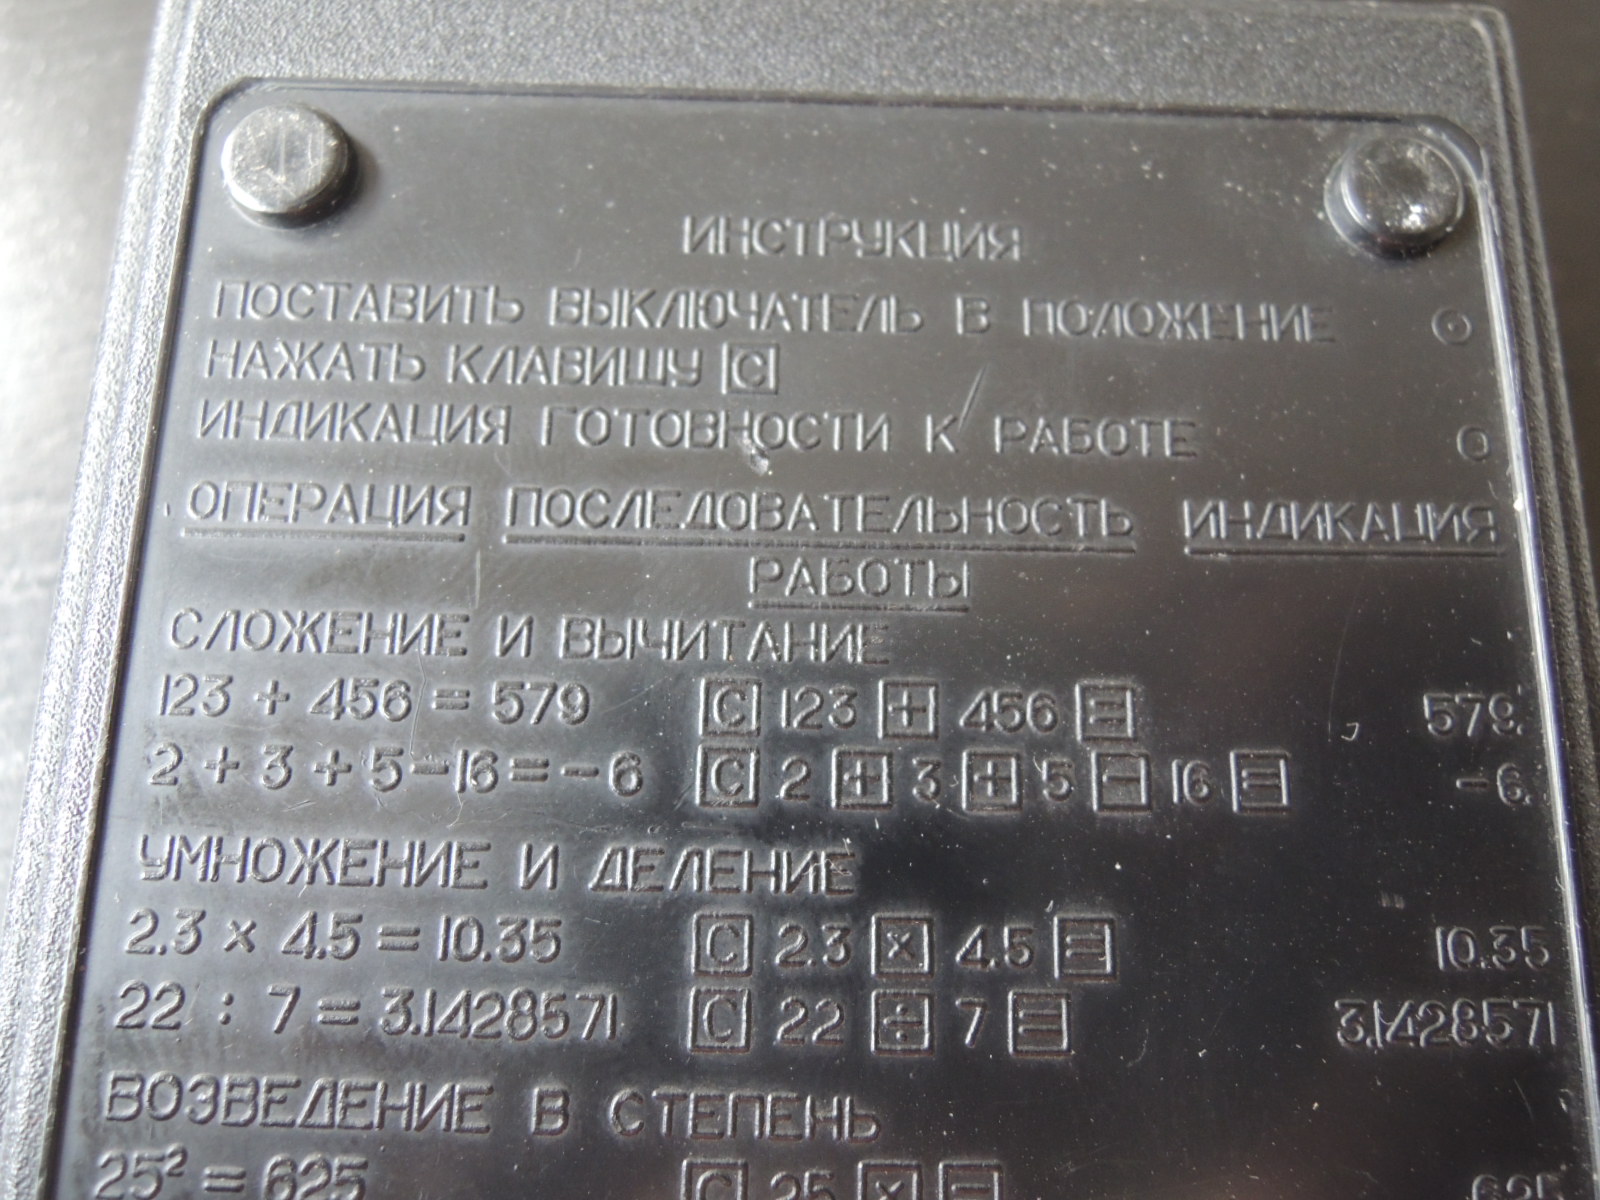 ИНСТРУКЦИЯ
ПОСТАВИТЬ ВЫКЛЮЧАТЕЛЬ В ПОЛОЖЕНИЕ ⊙
НАЖАТЬ КЛАВИШУ [C]
ИНДИКАЦИЯ ГОТОВНОСТИ К РАБОТЕ 0
ОПЕРАЦИЯ ПОСЛЕДОВАТЕЛЬНОСТЬ ИНДИКАЦИЯ
РАБОТЫ
СЛОЖЕНИЕ И ВЫЧИТАНИЕ
123 + 456 = 579 [C] 123 [+] 456 [=] 579.
2 + 3 + 5 - 16 = - 6 [C] 2 [+] 3 [+] 5 [-] 16 [=] -6.
УМНОЖЕНИЕ И ДЕЛЕНИЕ
2.3 × 4.5 = 10.35 [C] 2.3 [×] 4.5 [=] 10.35
22 : 7 = 3.1428571 [C] 22 [÷] 7 [=] 3.1428571
ВОЗВЕДЕНИЕ В СТЕПЕНЬ
25² = 625 [C] 25 [×] [=] 625